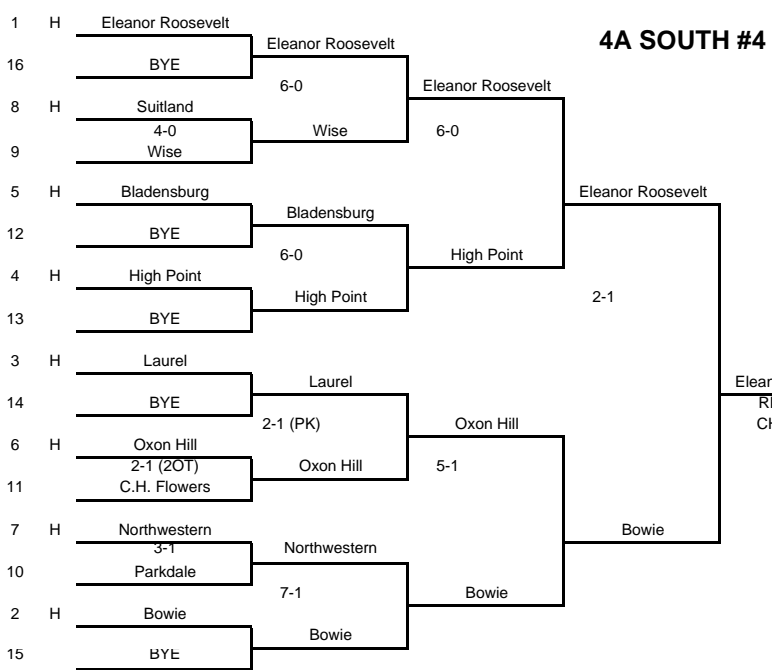 1 H Eleanor Roosevelt
4A SOUTH #4
Eleanor Roosevelt
16 BYE
6-0
Eleanor Roosevelt
8 H Suitland
4-0
Wise
6-0
9 Wise
5 H Bladensburg
Eleanor Roosevelt
Bladensburg
12 BYE
6-0
High Point
4 H High Point
High Point
2-1
13 BYE
3 H Laurel
Laurel
14 BYE
2-1 (PK)
Oxon Hill
6 H Oxon Hill
2-1 (2OT)
Oxon Hill
5-1
11 C.H. Flowers
7 H Northwestern
Bowie
3-1
Northwestern
10 Parkdale
7-1
Bowie
2 H Bowie
Bowie
15 BYE